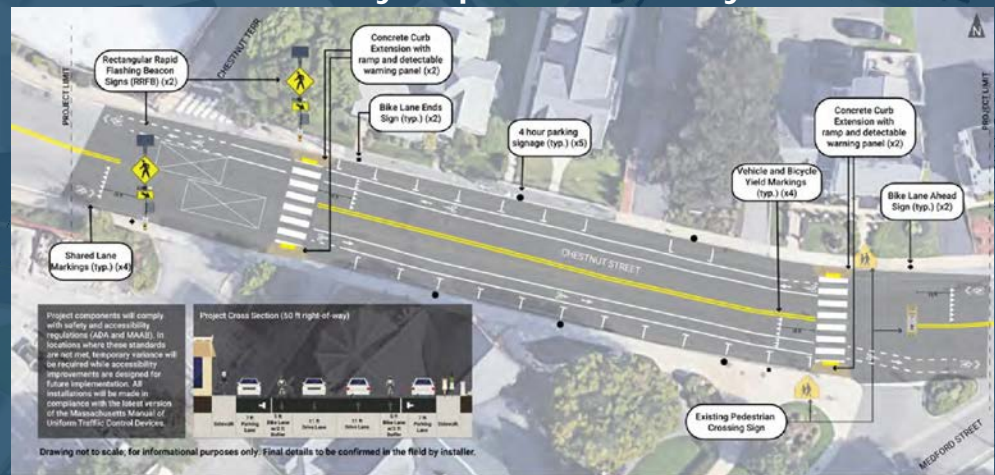 CHESTNUT TERR
PROJECT LIMIT
Rectangular Rapid
Flashing Beacon
Signs (RRFB) (x2)
Concrete Curb
Extension with
ramp and detectable
warning panel (x2)
Bike Lane Ends
Sign (typ.) (x2)
4 hour parking
signage (typ.) (x5)
Vehicle and Bicycle
Yield Markings
(typ.) (x4)
Concrete Curb
Extension with
ramp and detectable
warning panel (x2)
Bike Lane Ahead
Sign (typ.) (x2)
N
PROJECT LIMIT
Shared Lane
Markings (typ.) (x4)
CHESTNUT STREET
Existing Pedestrian
Crossing Sign
MEDFORD STREET
Project components will comply
with safety and accessibility
regulations (ADA and MAAB). In
locations where these standards
are not met, temporary variance will
be required while accessibility
improvements are designed for
future implementation. All
installations will be made in
compliance with the latest version
of the Massachusetts Manual of
Uniform Traffic Control Devices.
Project Cross Section (50 ft right-of-way)
Sidewalk
Parking
Lane
Bike Lane
Buffer
Drive Lane
Drive Lane
Bike Lane
Buffer
Parking
Lane
Sidewalk
Drawing not to scale; for informational purposes only. Final details to be confirmed in the field by installer.